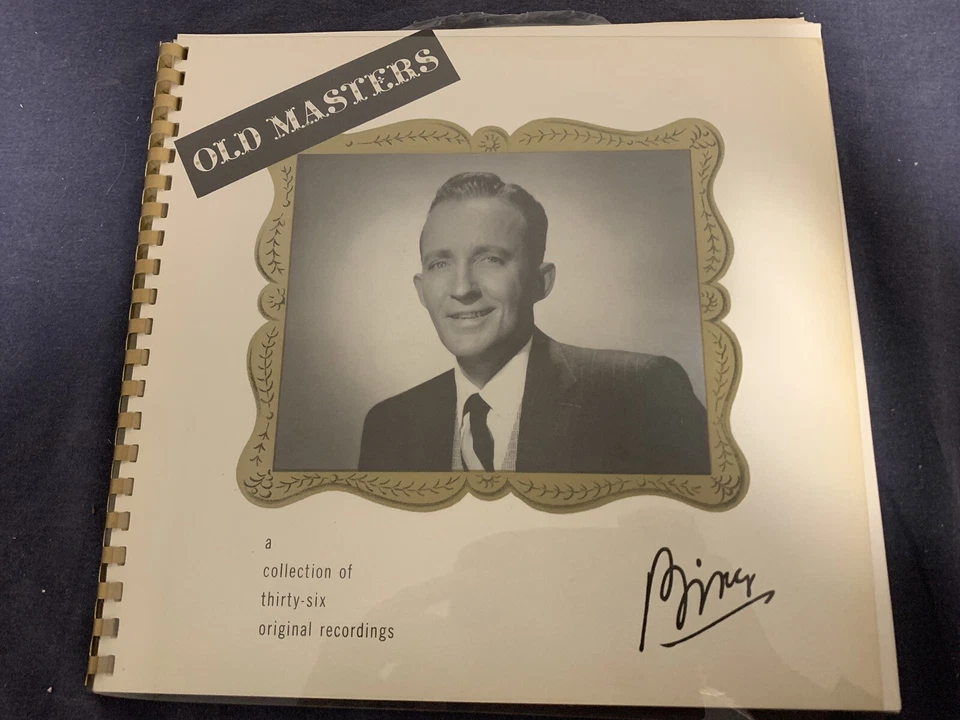 OLD MASTERS
a
collection of
thirty-six
original recordings
Bing